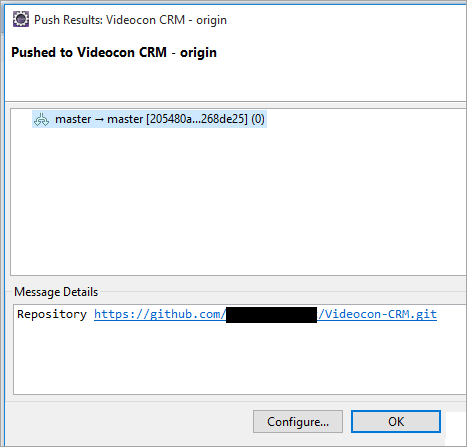 Push Results: Videocon CRM - origin
Pushed to Videocon CRM - origin
master → master [205480a...268de25] (0)
Message Details
Repository https://github.com/ /Videocon-CRM.git
Configure... OK